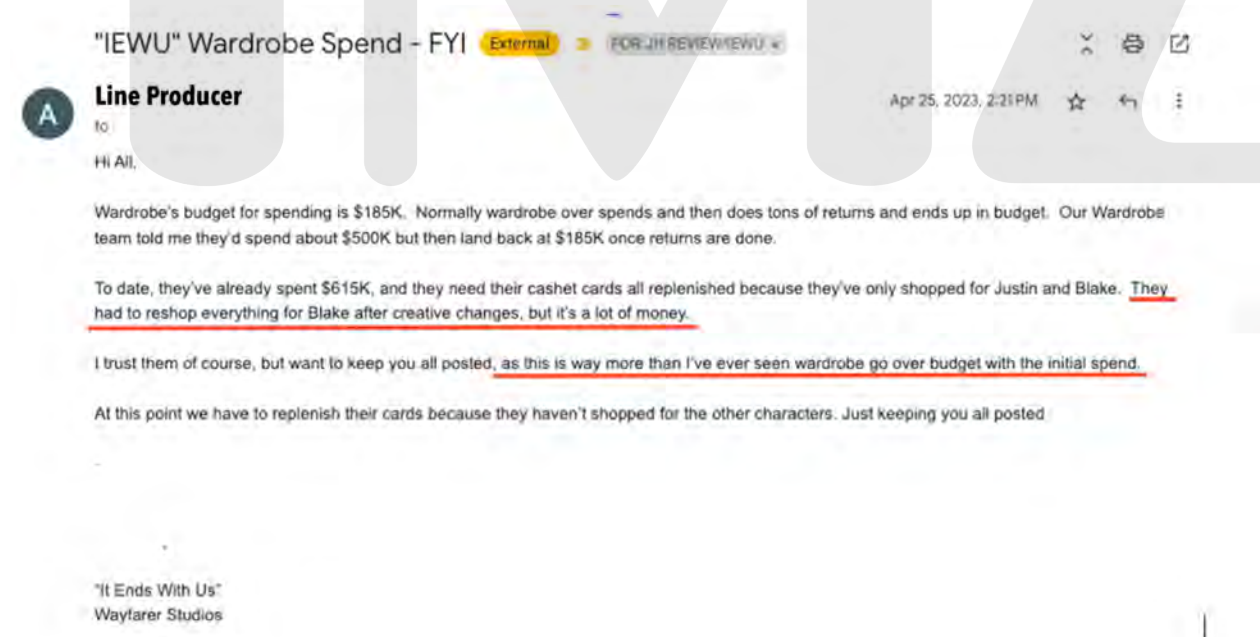 "IEWU" Wardrobe Spend - FYI External FOR JH REVIEW/IEWU ×
A
Line Producer
Apr 25, 2023, 2:21 PM
to
Hi All,
Wardrobe's budget for spending is $185K. Normally wardrobe over spends and then does tons of returns and ends up in budget. Our Wardrobe
team told me they'd spend about $500K but then land back at $185K once returns are done.
To date, they've already spent $615K, and they need their cashet cards all replenished because they've only shopped for Justin and Blake. They
had to reshop everything for Blake after creative changes, but it's a lot of money.
I trust them of course, but want to keep you all posted, as this is way more than I've ever seen wardrobe go over budget with the initial spend.
At this point we have to replenish their cards because they haven't shopped for the other characters. Just keeping you all posted
"It Ends With Us"
Wayfarer Studios